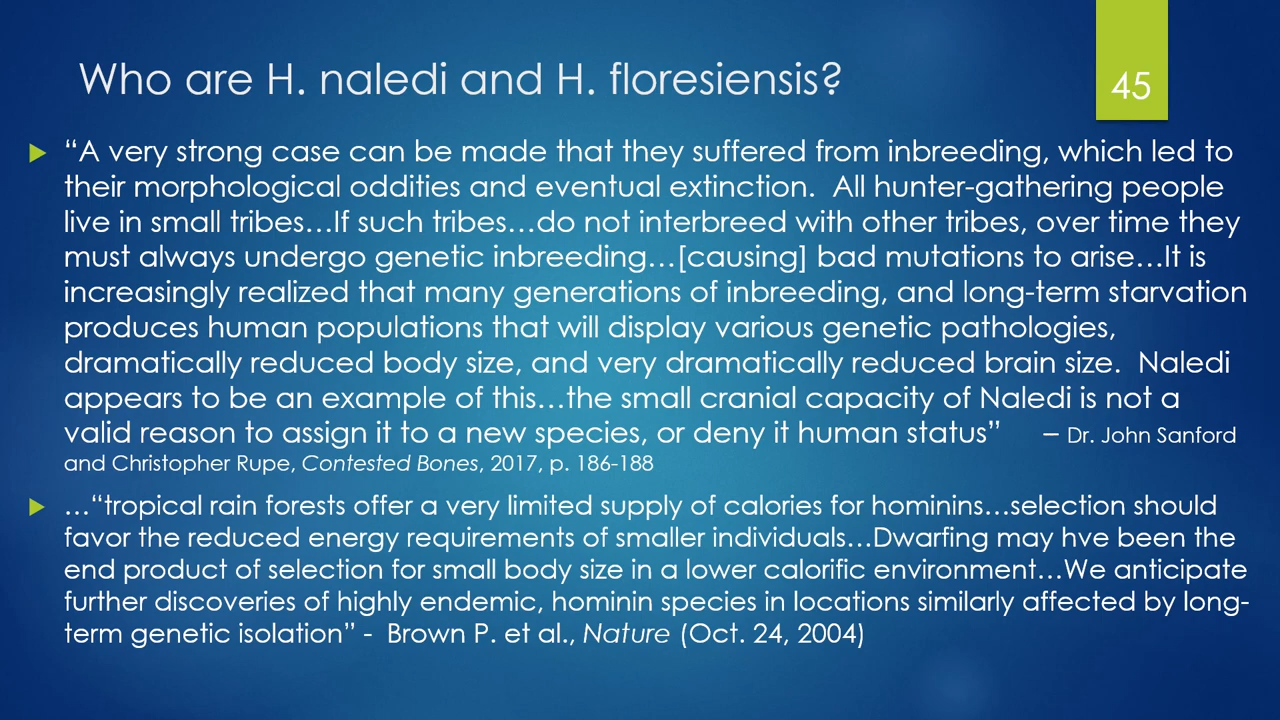 Who are H. naledi and H. floresiensis?
45
“A very strong case can be made that they suffered from inbreeding, which led to
their morphological oddities and eventual extinction.  All hunter-gathering people
live in small tribes…If such tribes…do not interbreed with other tribes, over time they
must always undergo genetic inbreeding…[causing] bad mutations to arise…It is
increasingly realized that many generations of inbreeding, and long-term starvation
produces human populations that will display various genetic pathologies,
dramatically reduced body size, and very dramatically reduced brain size.  Naledi
appears to be an example of this…the small cranial capacity of Naledi is not a
valid reason to assign it to a new species, or deny it human status”     – Dr. John Sanford
and Christopher Rupe, Contested Bones, 2017, p. 186-188
…“tropical rain forests offer a very limited supply of calories for hominins…selection should
favor the reduced energy requirements of smaller individuals…Dwarfing may hve been the
end product of selection for small body size in a lower calorific environment…We anticipate
further discoveries of highly endemic, hominin species in locations similarly affected by long-
term genetic isolation” -  Brown P. et al., Nature (Oct. 24, 2004)